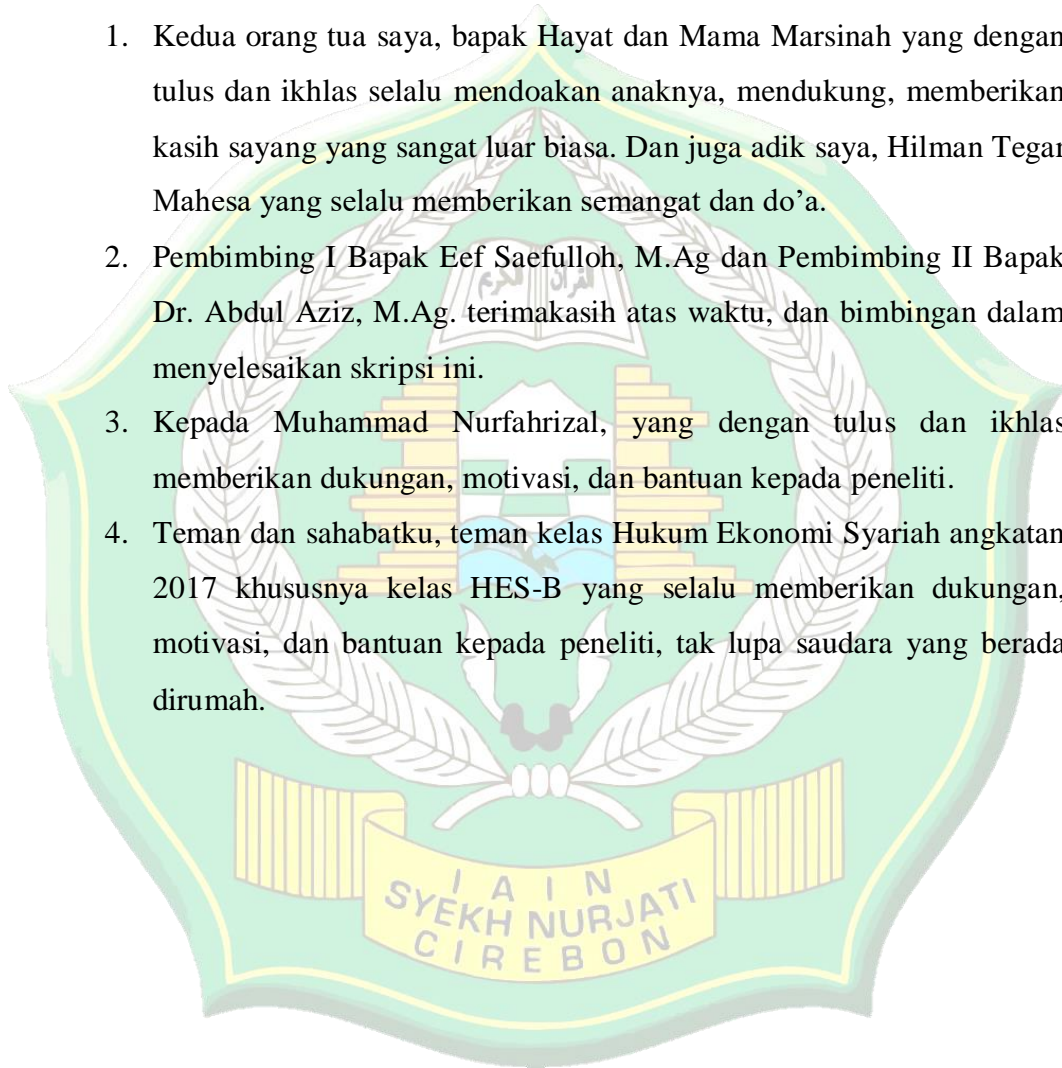 1. Kedua orang tua saya, bapak Hayat dan Mama Marsinah yang dengan
tulus dan ikhlas selalu mendoakan anaknya, mendukung, memberikan
kasih sayang yang sangat luar biasa. Dan juga adik saya, Hilman Tegar
Mahesa yang selalu memberikan semangat dan do’a.
2. Pembimbing I Bapak Eef Saefulloh, M.Ag dan Pembimbing II Bapak
Dr. Abdul Aziz, M.Ag. terimakasih atas waktu, dan bimbingan dalam
menyelesaikan skripsi ini.
3. Kepada Muhammad Nurfahrizal, yang dengan tulus dan ikhlas
memberikan dukungan, motivasi, dan bantuan kepada peneliti.
4. Teman dan sahabatku, teman kelas Hukum Ekonomi Syariah angkatan
2017 khususnya kelas HES-B yang selalu memberikan dukungan,
motivasi, dan bantuan kepada peneliti, tak lupa saudara yang berada
dirumah.
القرآن الكريم
IAIN
SYEKH NURJATI
CIREBON